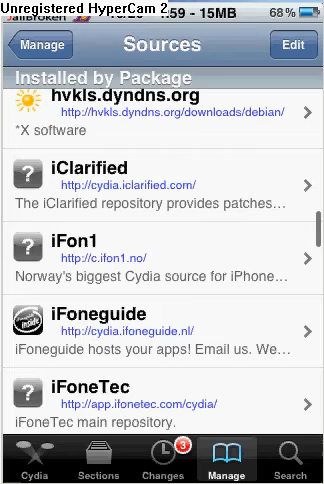 Unregistered HyperCam 2
JailBroken :59 - 15MB 68%
Manage Sources Edit
Installed by Package
hvkls.dyndns.org
http://hvkls.dyndns.org/downloads/debian/
*X software
iClarified
http://cydia.iclarified.com/
The iClarified repository provides patches…
iFon1
http://c.ifon1.no/
Norway's biggest Cydia source for iPhone…
iFoneguide
http://cydia.ifoneguide.nl/
iFoneguide hosts your apps! Email us. We…
iFoneTec
http://app.ifonetec.com/cydia/
iFoneTec main repository.
3
Cydia Sections Changes Manage Search